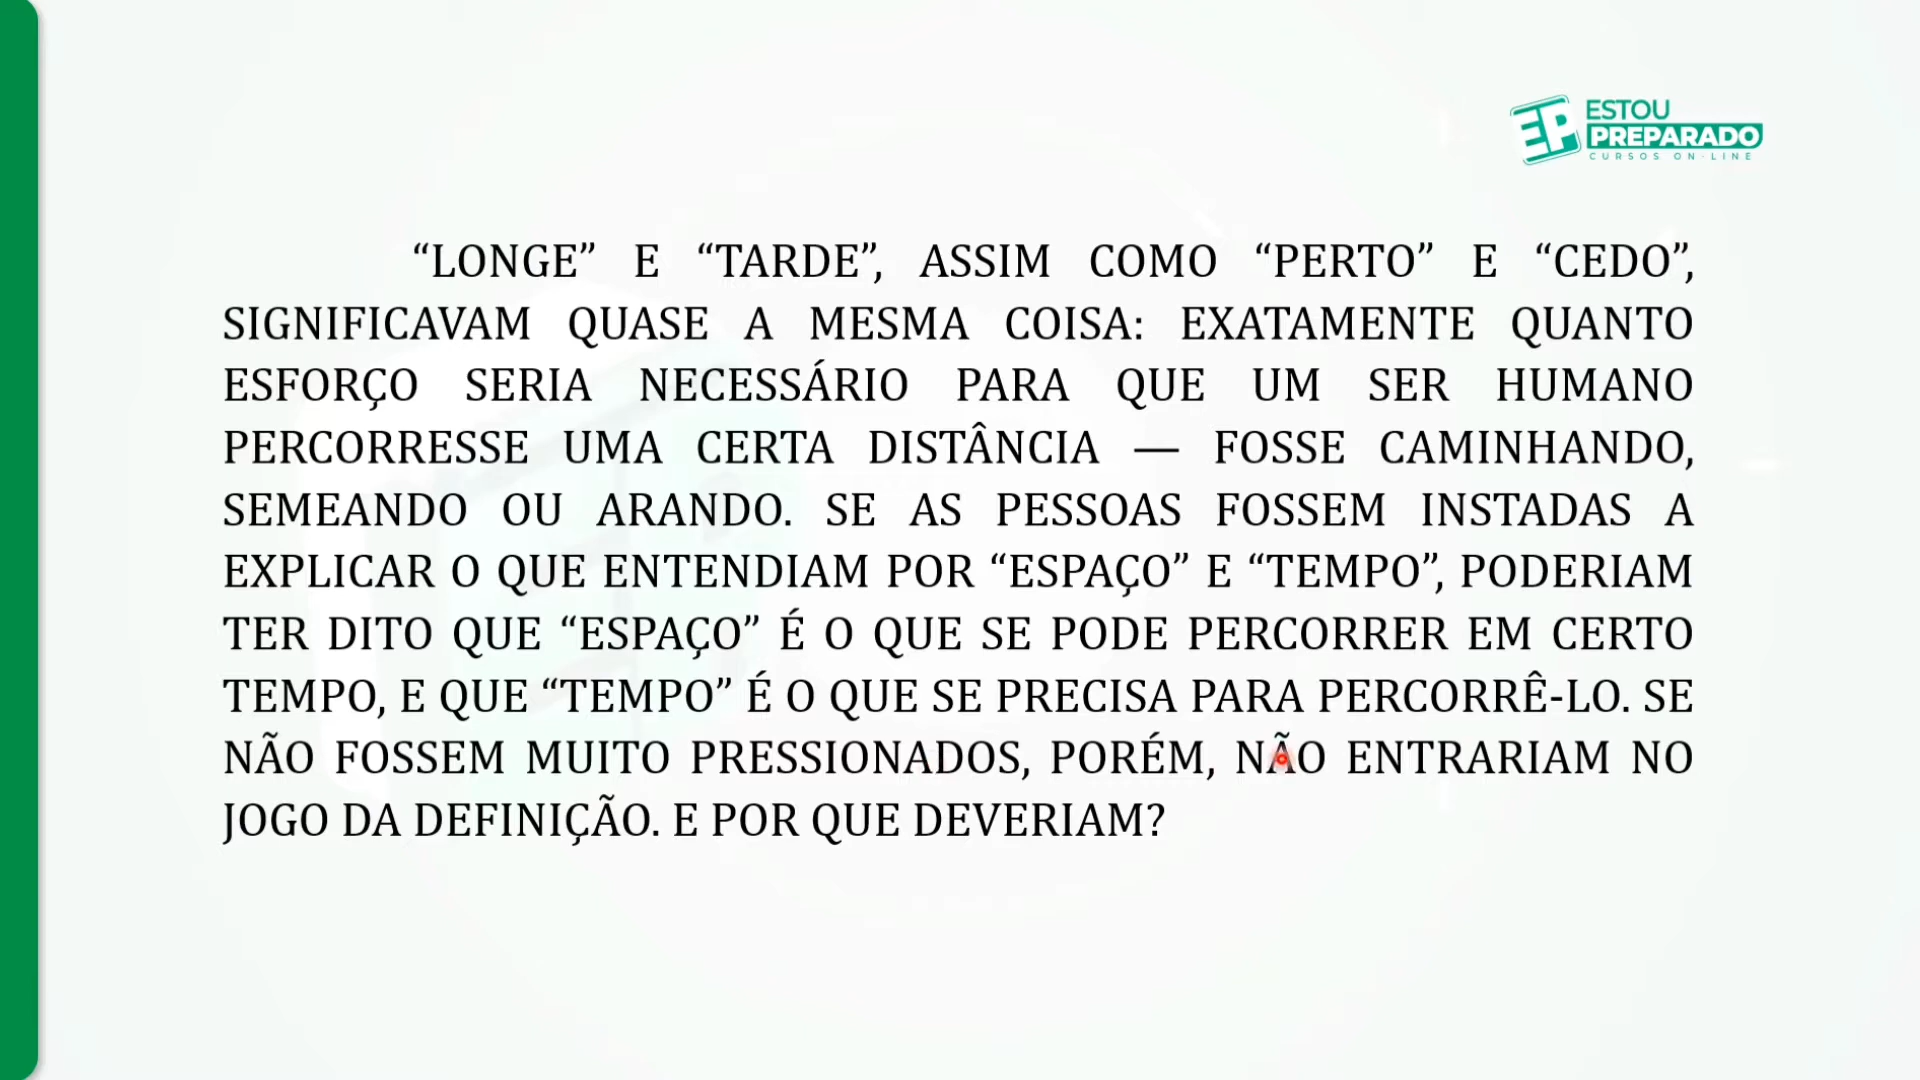 EP ESTOU
PREPARADO
CURSOS ON-LINE
“LONGE” E “TARDE”, ASSIM COMO “PERTO” E “CEDO”,
SIGNIFICAVAM QUASE A MESMA COISA: EXATAMENTE QUANTO
ESFORÇO SERIA NECESSÁRIO PARA QUE UM SER HUMANO
PERCORRESSE UMA CERTA DISTÂNCIA — FOSSE CAMINHANDO,
SEMEANDO OU ARANDO. SE AS PESSOAS FOSSEM INSTADAS A
EXPLICAR O QUE ENTENDIAM POR “ESPAÇO” E “TEMPO”, PODERIAM
TER DITO QUE “ESPAÇO” É O QUE SE PODE PERCORRER EM CERTO
TEMPO, E QUE “TEMPO” É O QUE SE PRECISA PARA PERCORRÊ-LO. SE
NÃO FOSSEM MUITO PRESSIONADOS, PORÉM, NÃO ENTRARIAM NO
JOGO DA DEFINIÇÃO. E POR QUE DEVERIAM?